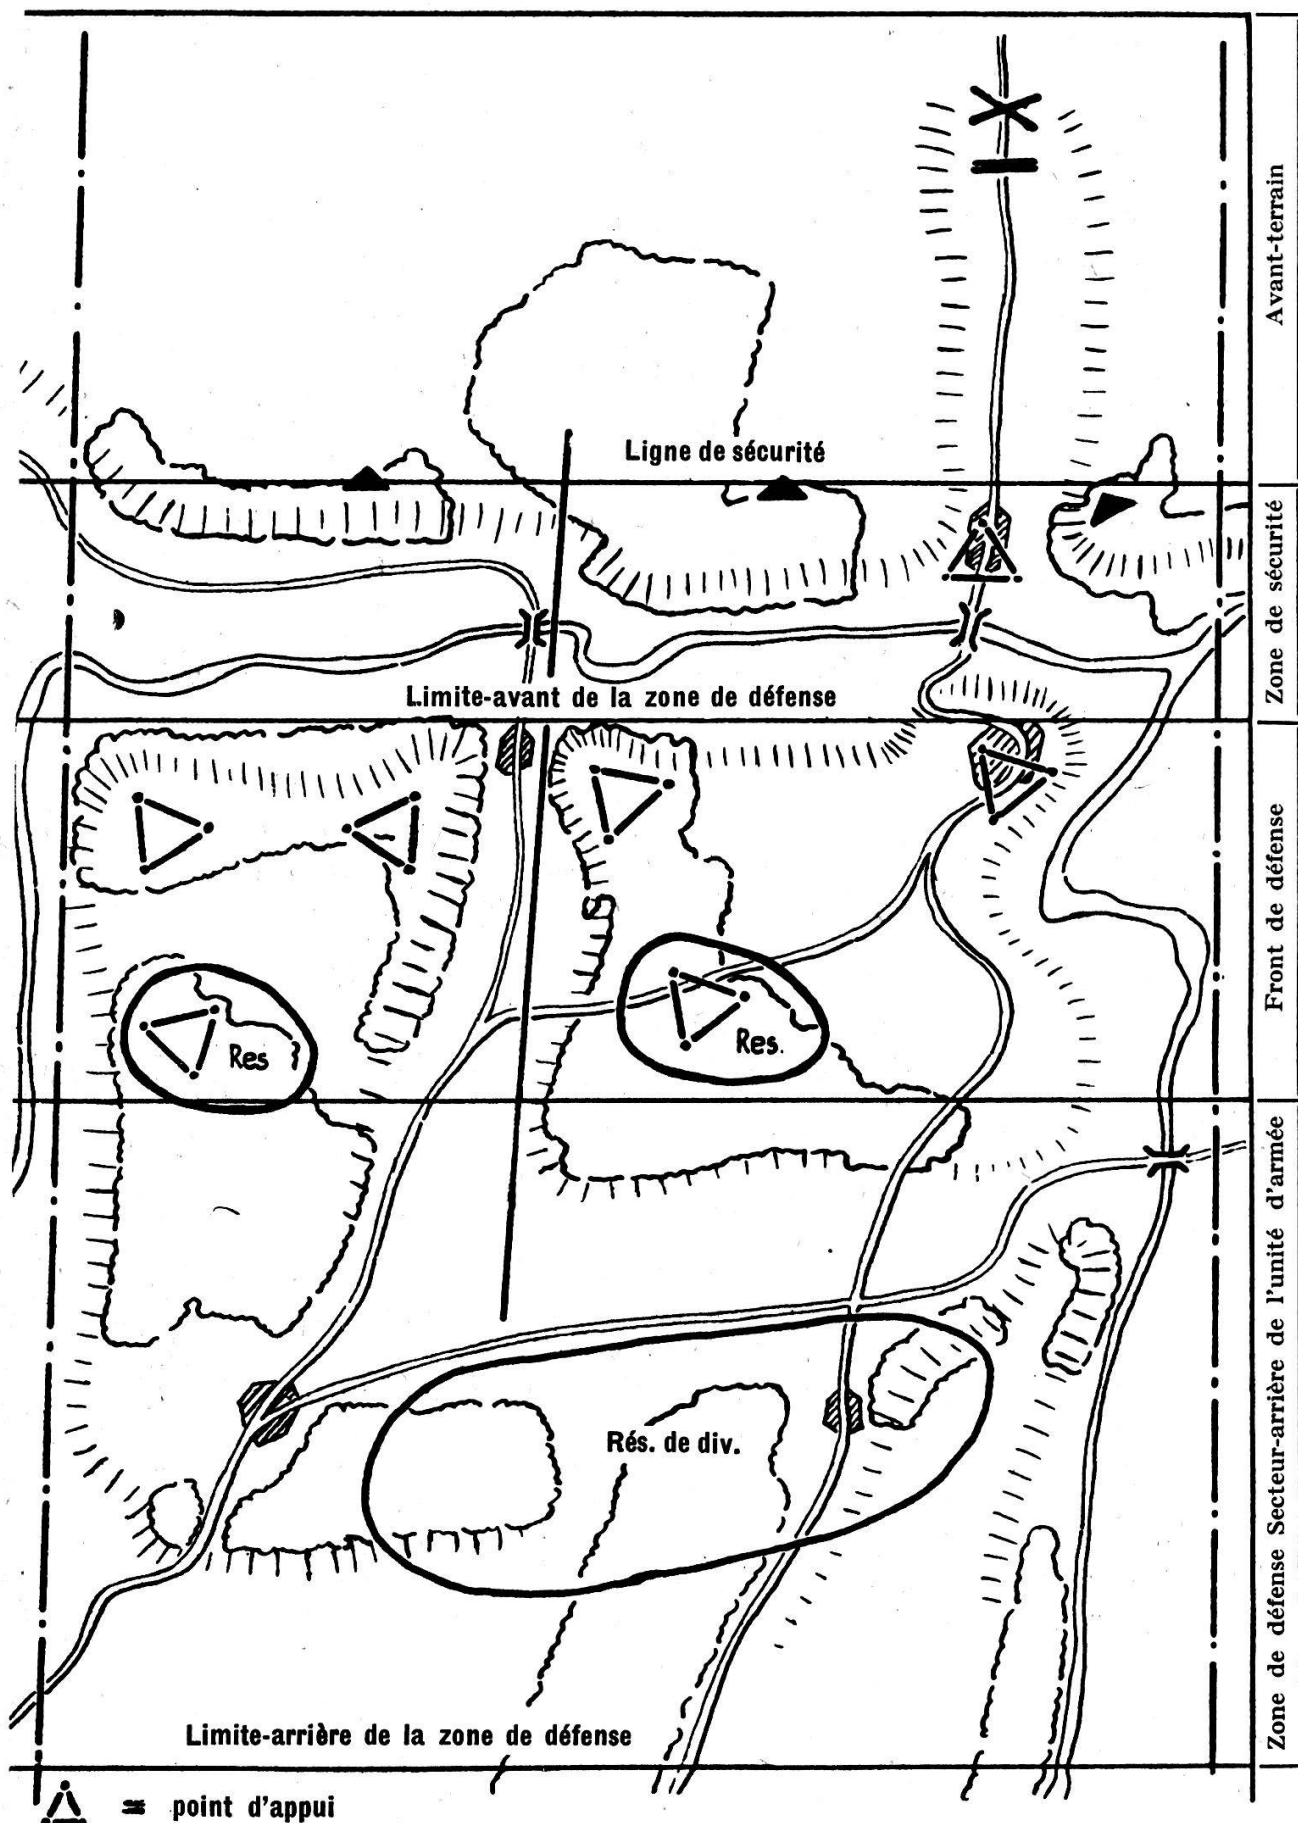 Ligne de sécurité
Limite-avant de la zone de défense
Res
Res.
Rés. de div.
Limite-arrière de la zone de défense
= point d'appui
Avant-terrain
Zone de sécurité
Front de défense
Zone de défense Secteur-arrière de l'unité d'armée